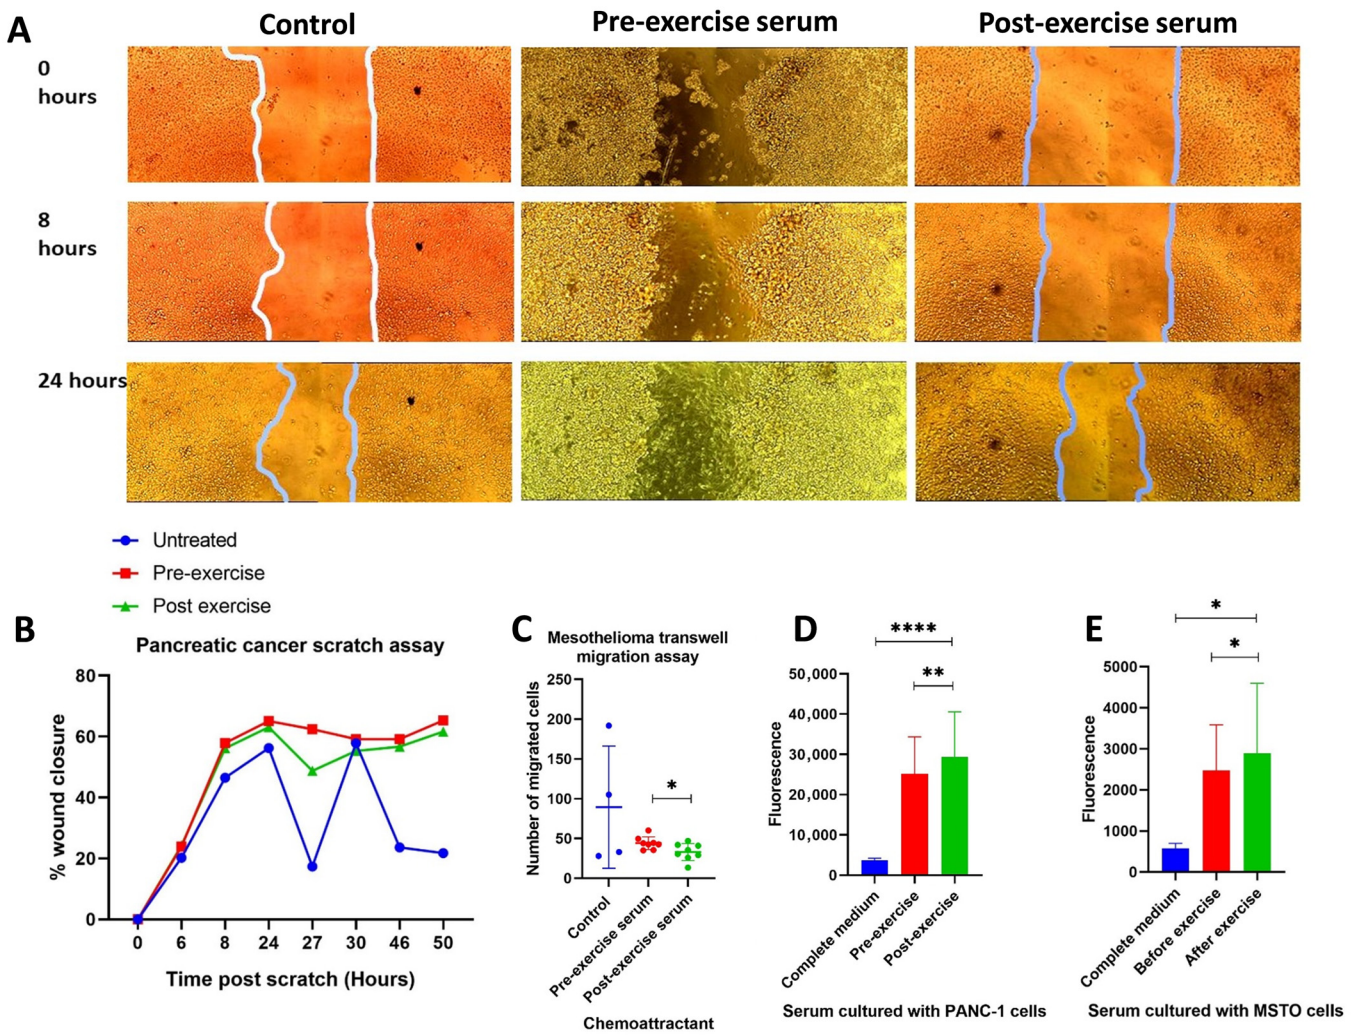 A
Control
Pre-exercise serum
Post-exercise serum
0
hours
8
hours
24 hours
Untreated
Pre-exercise
Post exercise
B
Pancreatic cancer scratch assay
% wound closure
80
60
40
20
0
0 6 8 24 27 30 46 50
Time post scratch (Hours)
C
Mesothelioma transwell
migration assay
Number of migrated cells
250
200
150
100
50
0
*
Control
Pre-exercise serum
Post-exercise serum
Chemoattractant
D
****
**
Fluorescence
50,000
40,000
30,000
20,000
10,000
0
Complete medium
Pre-exercise
Post-exercise
Serum cultured with PANC-1 cells
E
*
*
Fluorescence
5000
4000
3000
2000
1000
0
Complete medium
Before exercise
After exercise
Serum cultured with MSTO cells